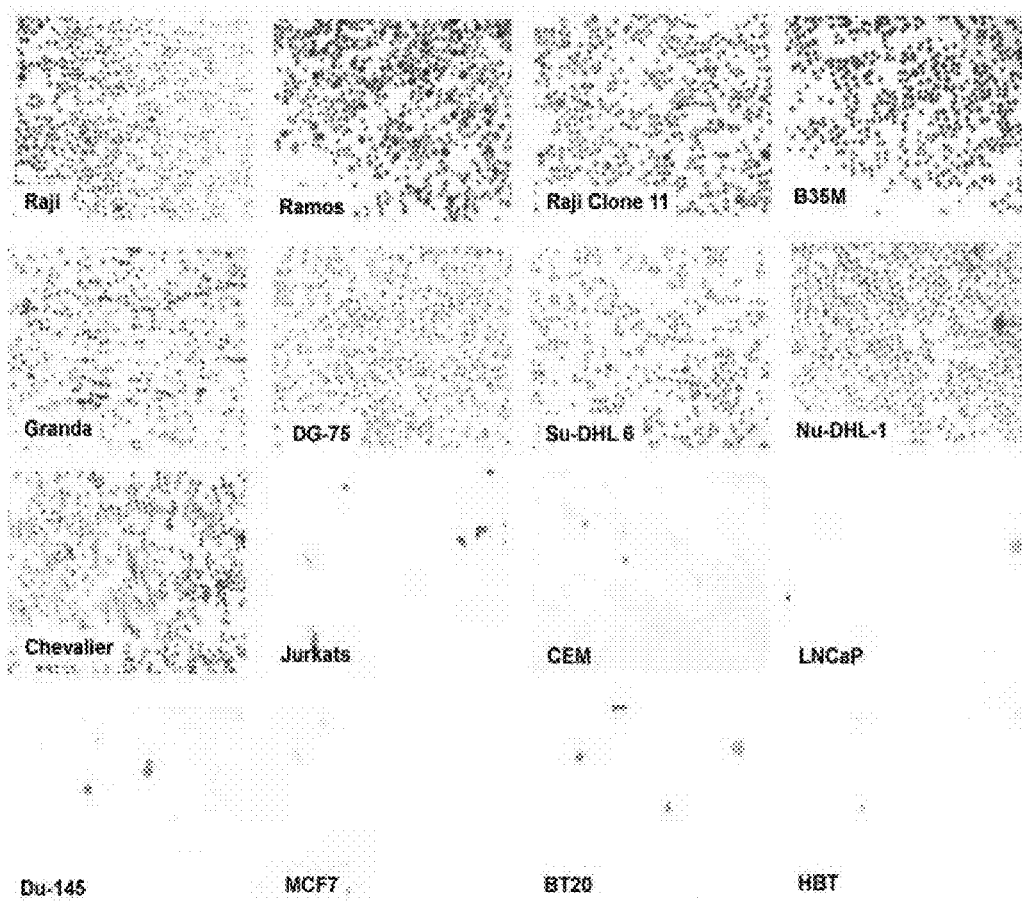 Raji
Ramos
Raji Clone 11
B35M
Granda
DG-75
Su-DHL 6
Nu-DHL-1
Chevalier
Jurkats
CEM
LNCaP
Du-145
MCF7
BT20
HBT